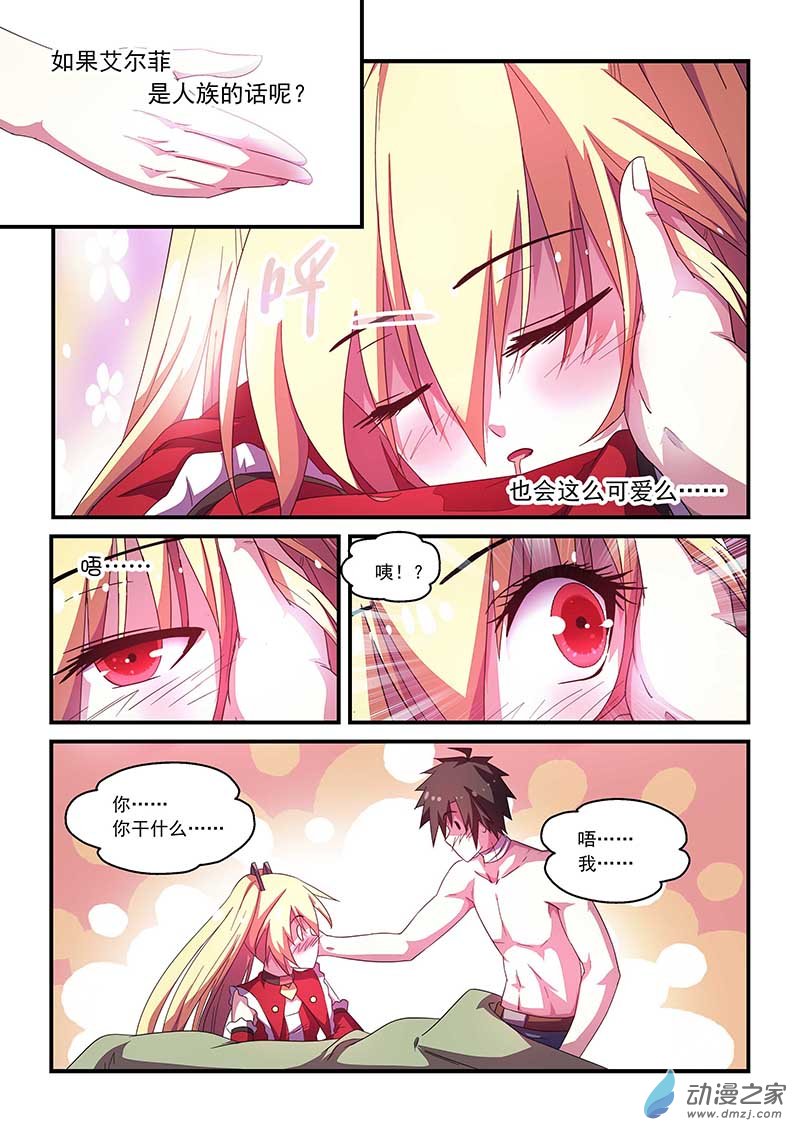 如果艾尔菲
是人族的话呢？
呼
也会这么可爱么……
唔……
咦！？
你……
你干什么……
唔……
我……
动漫之家
www.dmzj.com